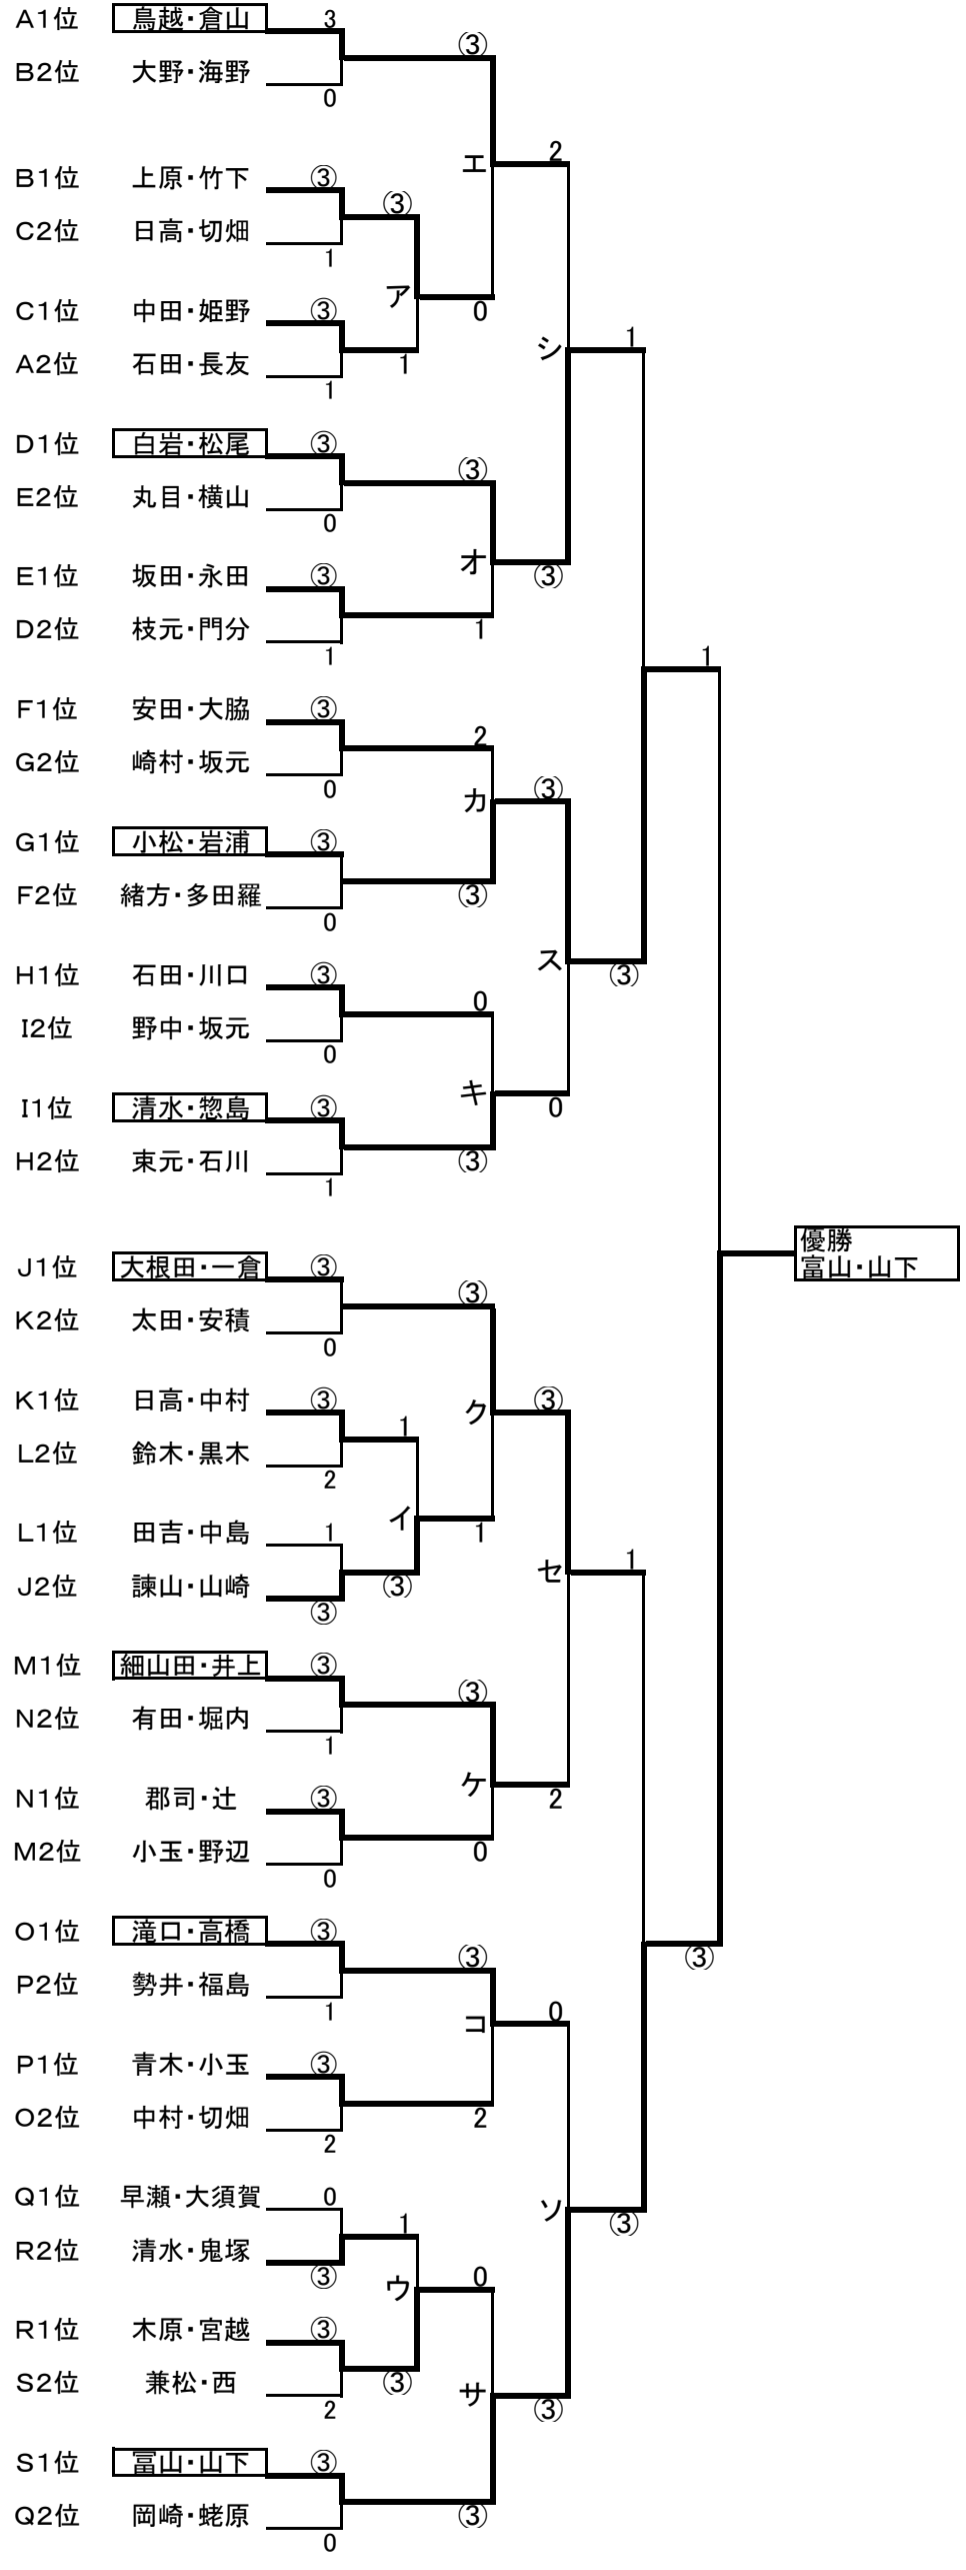 A1位 鳥越・倉山 3
③
B2位 大野・海野
0
エ 2
B1位 上原・竹下 ③
③
C2位 日高・切畑
1
ア
0
C1位 中田・姫野 ③
シ 1
A2位 石田・長友 1
1
D1位 白岩・松尾 ③
③
E2位 丸目・横山
0
オ
E1位 坂田・永田 ③ ③
D2位 枝元・門分 1
1
1
F1位 安田・大脇 ③
2
G2位 崎村・坂元
0
カ ③
G1位 小松・岩浦 ③
F2位 緒方・多田羅 ③
0
ス
H1位 石田・川口 ③ ③
0
I2位 野中・坂元
0
キ
I1位 清水・惣島 ③ 0
H2位 束元・石川 ③
1
優勝
富山・山下
J1位 大根田・一倉 ③
③
K2位 太田・安積
0
K1位 日高・中村 ③ ク ③
1
L2位 鈴木・黒木
2
イ
L1位 田吉・中島 1 1
セ 1
J2位 諫山・山崎 ③
③
M1位 細山田・井上 ③
③
N2位 有田・堀内
1
ケ
N1位 郡司・辻 ③ 2
M2位 小玉・野辺 0
0
O1位 滝口・高橋 ③
③ ③
P2位 勢井・福島
1
コ 0
P1位 青木・小玉 ③
O2位 中村・切畑 2
2
Q1位 早瀬・大須賀 0
ソ
1 ③
R2位 清水・鬼塚
③
ウ 0
R1位 木原・宮越 ③
S2位 兼松・西 ③
2
サ
③
S1位 冨山・山下 ③
Q2位 岡崎・蛯原 ③
0